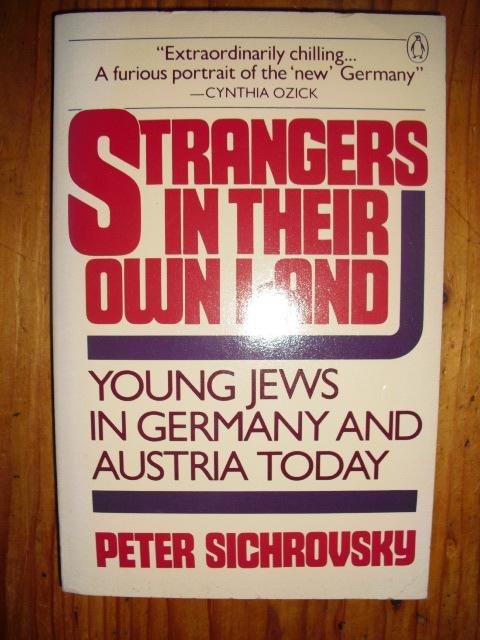 “Extraordinarily chilling...
A furious portrait of the ‘new’ Germany”
—CYNTHIA OZICK
STRANGERS
IN THEIR
OWN LAND
YOUNG JEWS
IN GERMANY AND
AUSTRIA TODAY
PETER SICHROVSKY